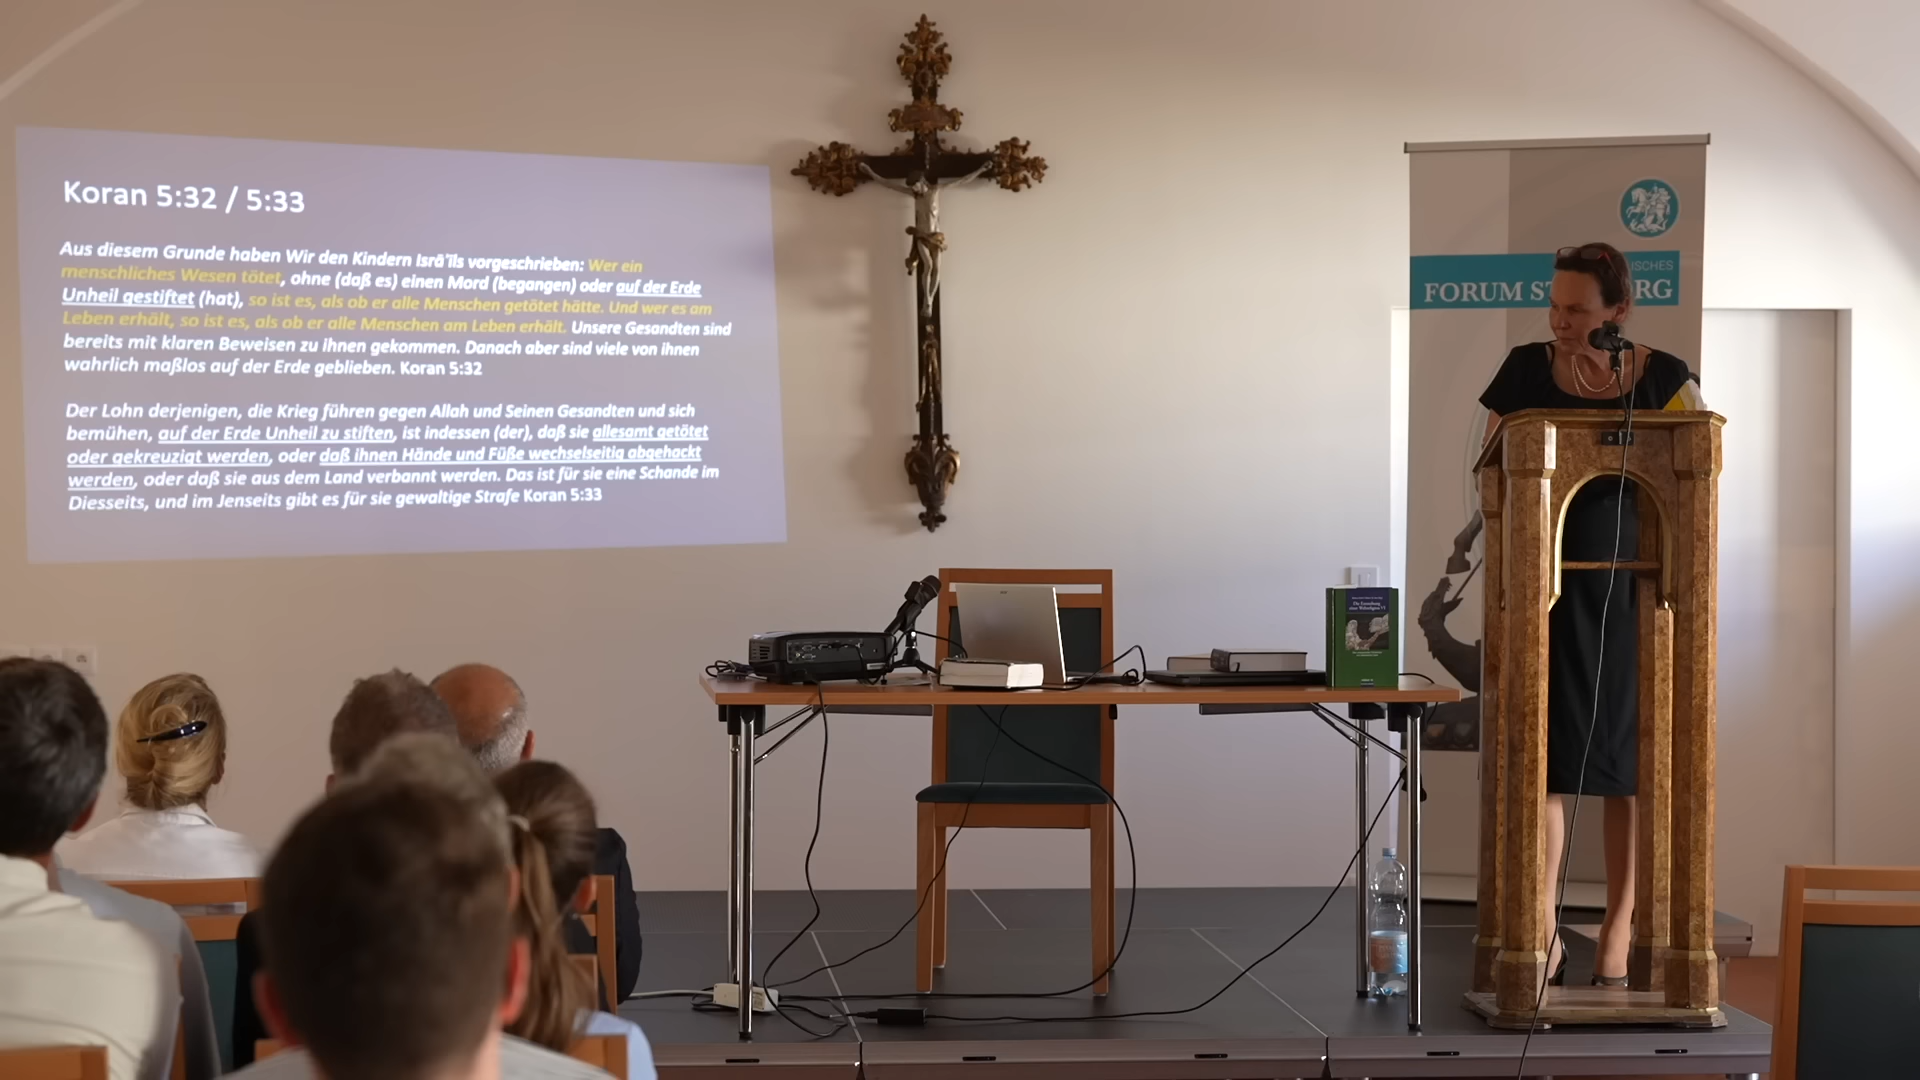 Koran 5:32 / 5:33
Aus diesem Grunde haben Wir den Kindern Isrā'īls vorgeschrieben: Wer ein
menschliches Wesen tötet, ohne (daß es) einen Mord (begangen) oder auf der Erde
Unheil gestiftet (hat), so ist es, als ob er alle Menschen getötet hätte. Und wer es am
Leben erhält, so ist es, als ob er alle Menschen am Leben erhält. Unsere Gesandten sind
bereits mit klaren Beweisen zu ihnen gekommen. Danach aber sind viele von ihnen
wahrlich maßlos auf der Erde geblieben. Koran 5:32
Der Lohn derjenigen, die Krieg führen gegen Allah und Seinen Gesandten und sich
bemühen, auf der Erde Unheil zu stiften, ist indessen (der), daß sie allesamt getötet
oder gekreuzigt werden, oder daß ihnen Hände und Füße wechselseitig abgehackt
werden, oder daß sie aus dem Land verbannt werden. Das ist für sie eine Schande im
Diesseits, und im Jenseits gibt es für sie gewaltige Strafe Koran 5:33
ISCHES
FORUM ST RG
Die Entstehung
einer Weltreligion VI